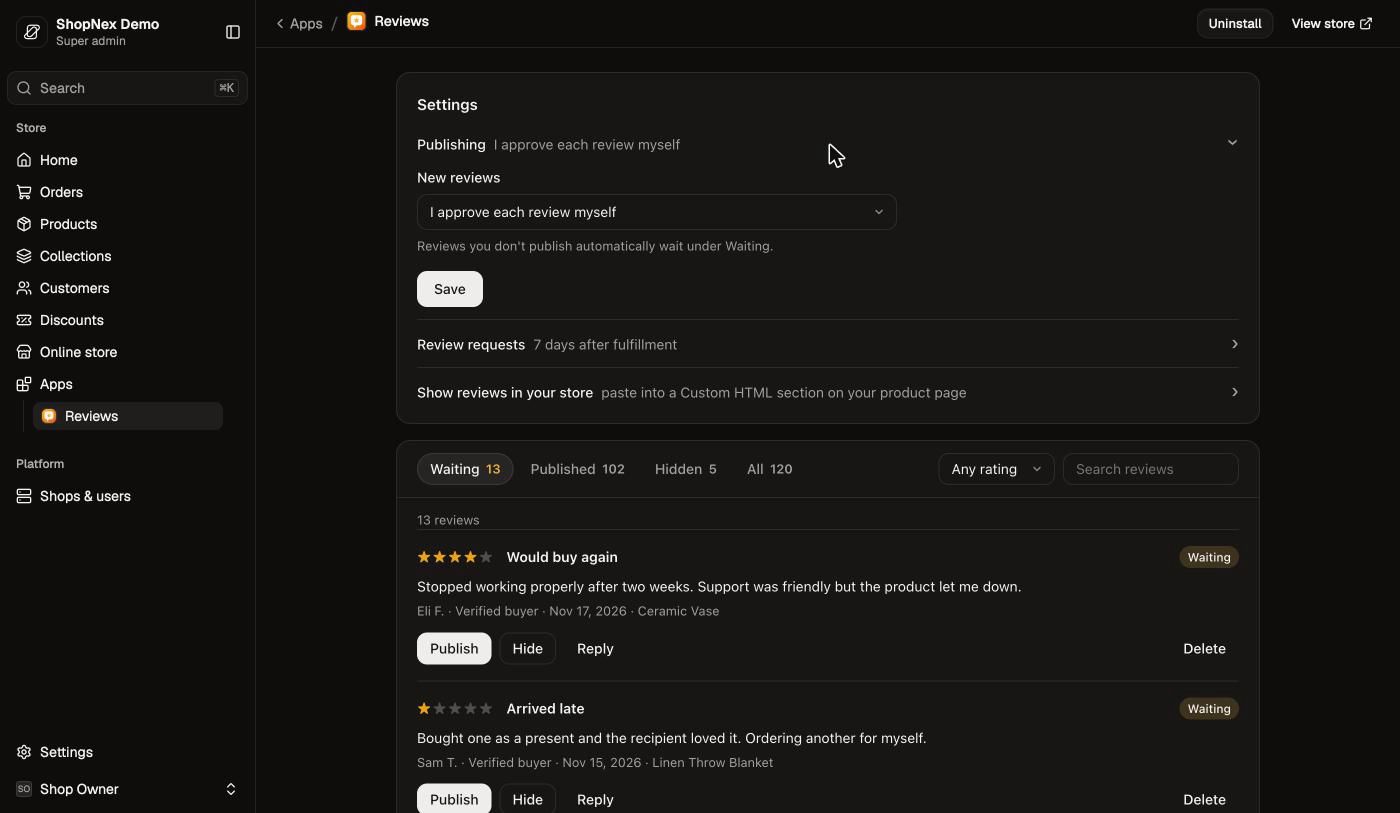 ShopNex Demo
Super admin
Search ⌘K
Store
Home
Orders
Products
Collections
Customers
Discounts
Online store
Apps
Reviews
Platform
Shops & users
Settings
SO Shop Owner
Apps / Reviews
Uninstall View store
Settings
Publishing I approve each review myself
New reviews
I approve each review myself
Reviews you don't publish automatically wait under Waiting.
Save
Review requests 7 days after fulfillment
Show reviews in your store paste into a Custom HTML section on your product page
Waiting 13 Published 102 Hidden 5 All 120 Any rating Search reviews
13 reviews
Would buy again Waiting
Stopped working properly after two weeks. Support was friendly but the product let me down.
Eli F. · Verified buyer · Nov 17, 2026 · Ceramic Vase
Publish Hide Reply Delete
Arrived late Waiting
Bought one as a present and the recipient loved it. Ordering another for myself.
Sam T. · Verified buyer · Nov 15, 2026 · Linen Throw Blanket
Publish Hide Reply Delete